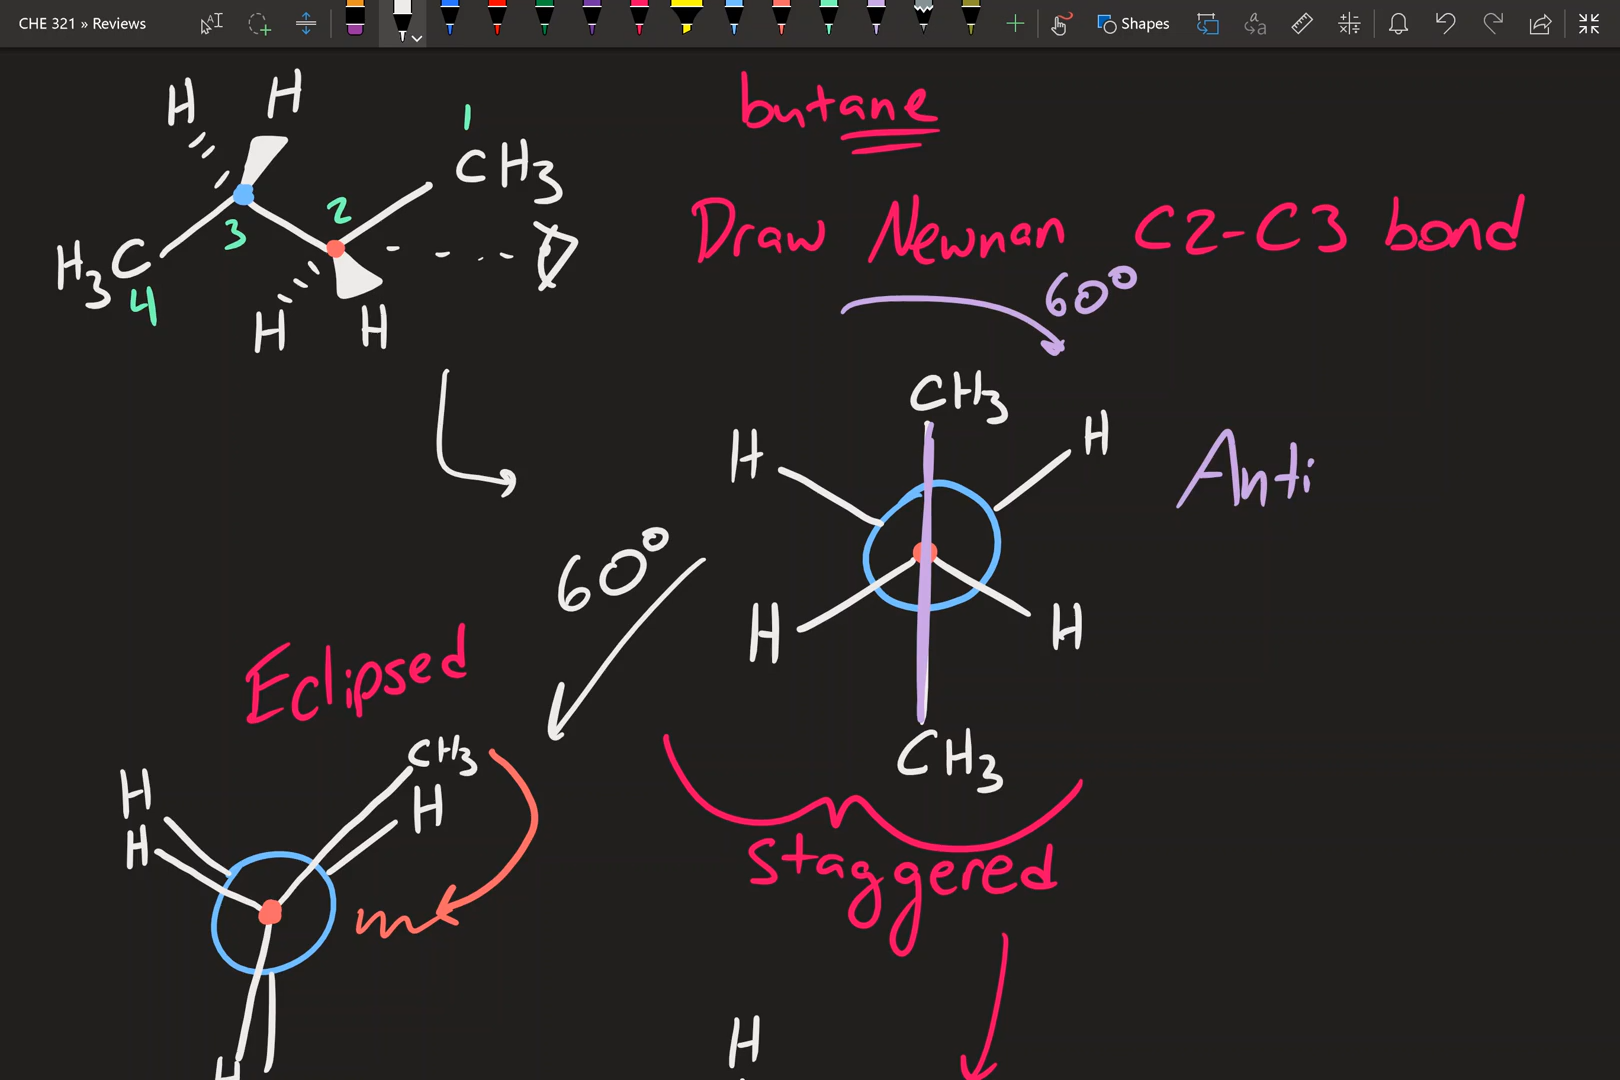 CHE 321 » Reviews
Shapes
butane
Draw Newnan C2-C3 bond
H H
1
CH3
2
3
H3C
4
H H
60°
CH3
H H
Anti
60°
H H
CH3
Eclipsed
Staggered
CH3
H
H
H
m
H
H